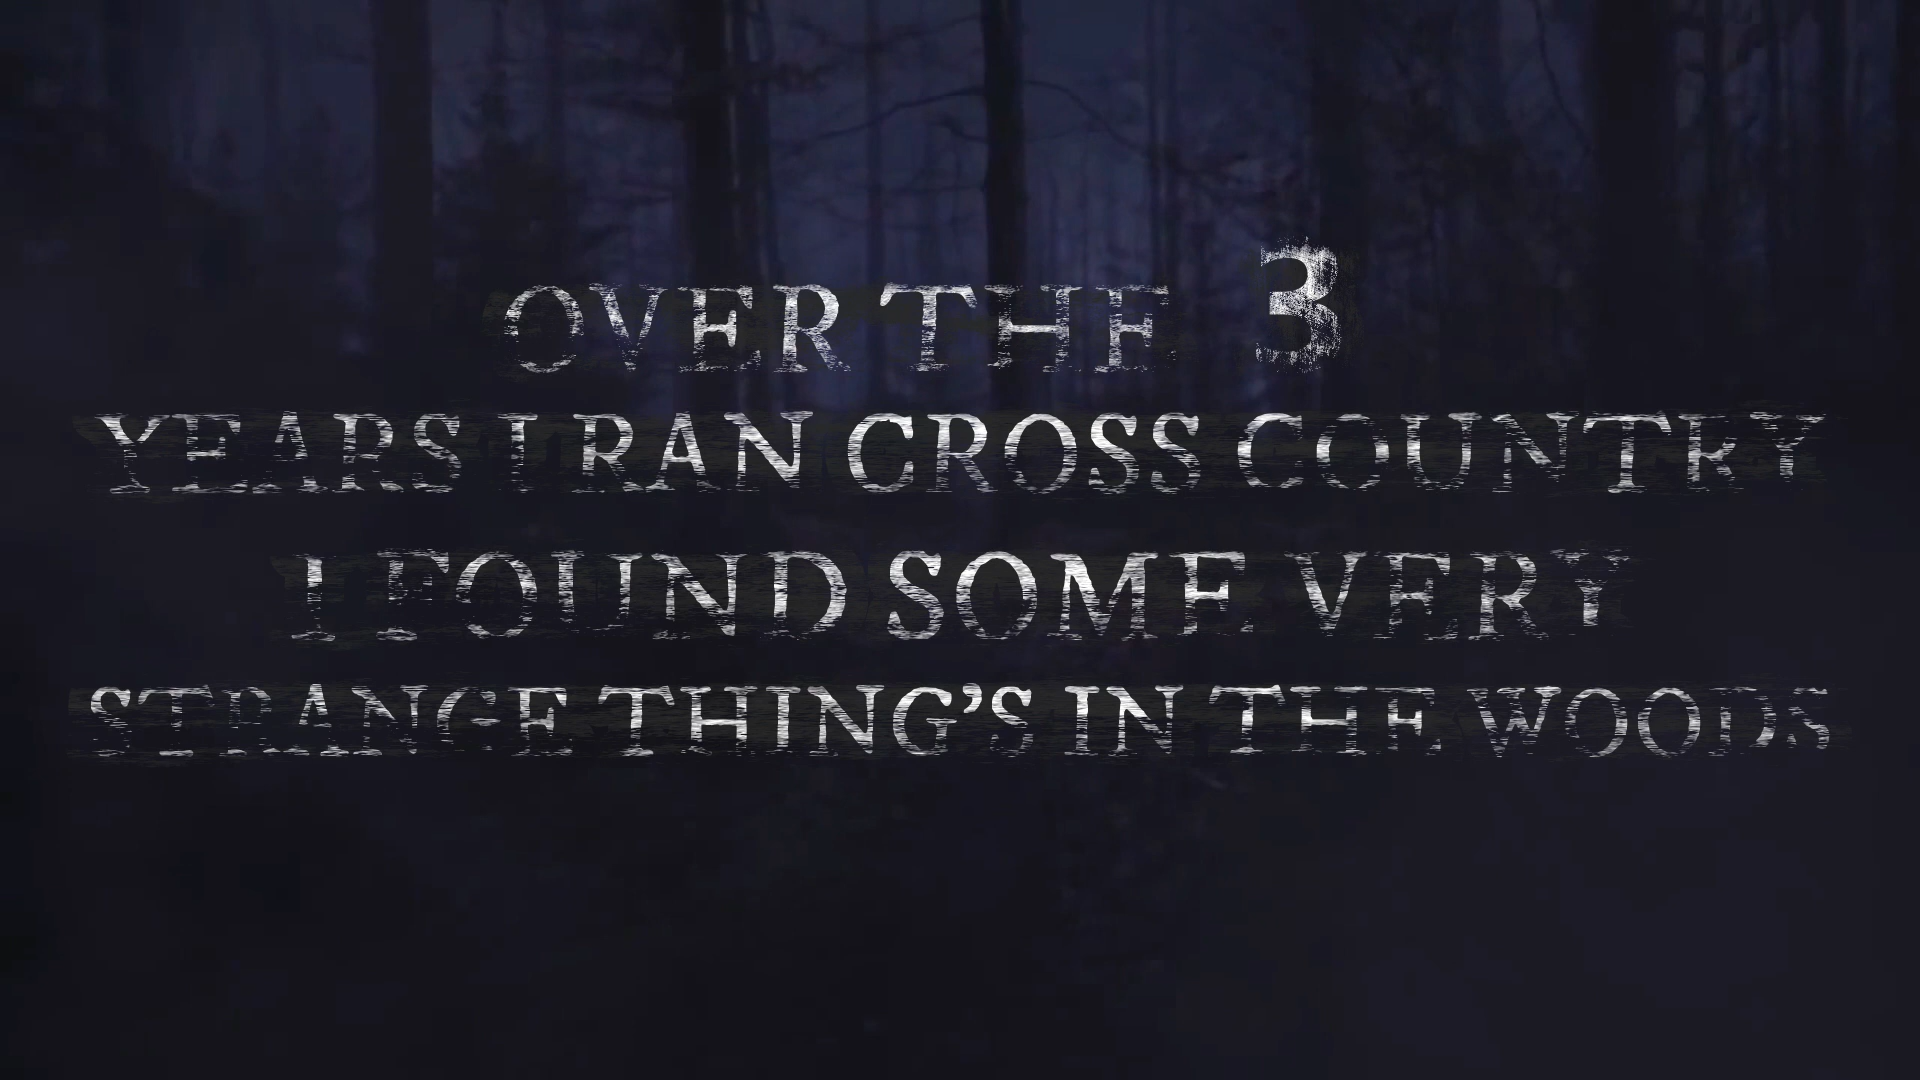 OVER THE 3
YEARS I RAN CROSS COUNTRY
I FOUND SOME VERY
STRANGE THING'S IN THE WOODS